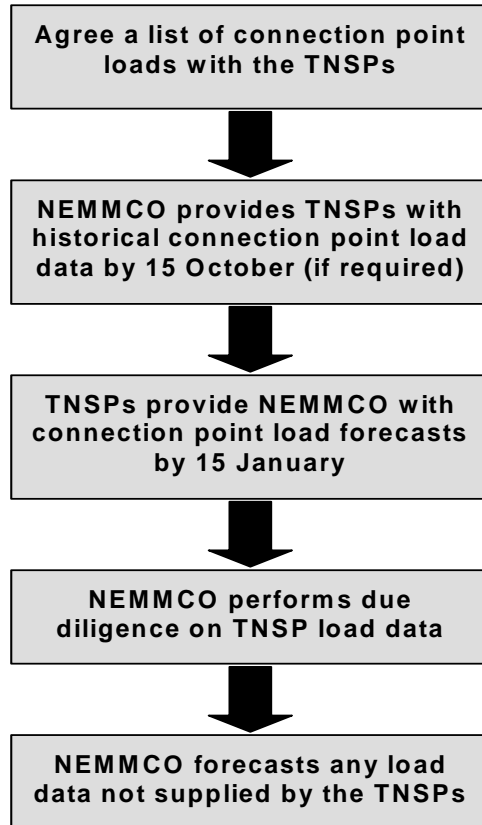 Agree a list of connection point
loads with the TNSPs
NEMMCO provides TNSPs with
historical connection point load
data by 15 October (if required)
TNSPs provide NEMMCO with
connection point load forecasts
by 15 January
NEMMCO performs due
diligence on TNSP load data
NEMMCO forecasts any load
data not supplied by the TNSPs